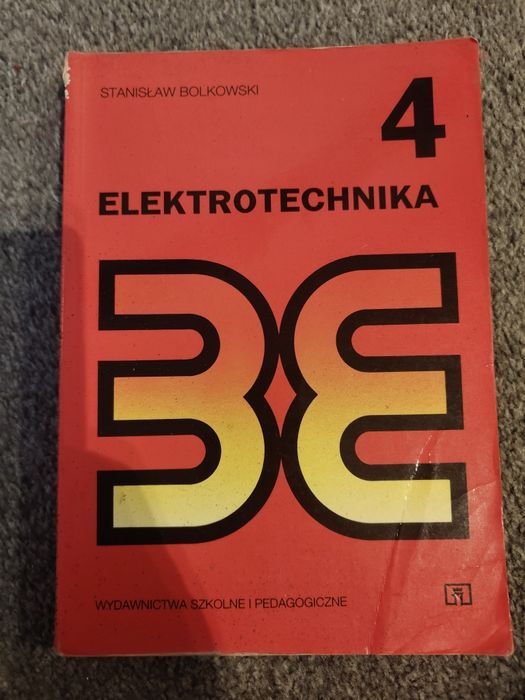 STANISŁAW BOLKOWSKI
4
ELEKTROTECHNIKA
WYDAWNICTWA SZKOLNE I PEDAGOGICZNE